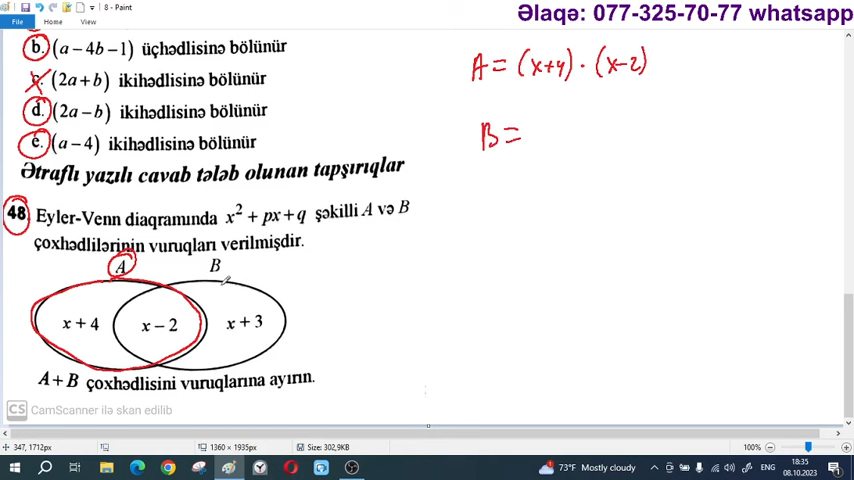 8 - Paint
Əlaqə: 077-325-70-77 whatsapp
File Home View
b. (a − 4b − 1) üçhədlisinə bölünür
c. (2a + b) ikihədlisinə bölünür
d. (2a − b) ikihədlisinə bölünür
e. (a − 4) ikihədlisinə bölünür
A = (x+4) · (x−2)
B =
Ətraflı yazılı cavab tələb olunan tapşırıqlar
48 Eyler-Venn diaqramında x² + px + q şəkilli A və B
çoxhədlilərinin vuruqları verilmişdir.
A B
x + 4 x − 2 x + 3
A + B çoxhədlisini vuruqlarına ayırın.
CS CamScanner ilə skan edilib
347, 1712px 1360 × 1935px Size: 302,9KB 100%
73°F Mostly cloudy ENG 18:35
08.10.2023